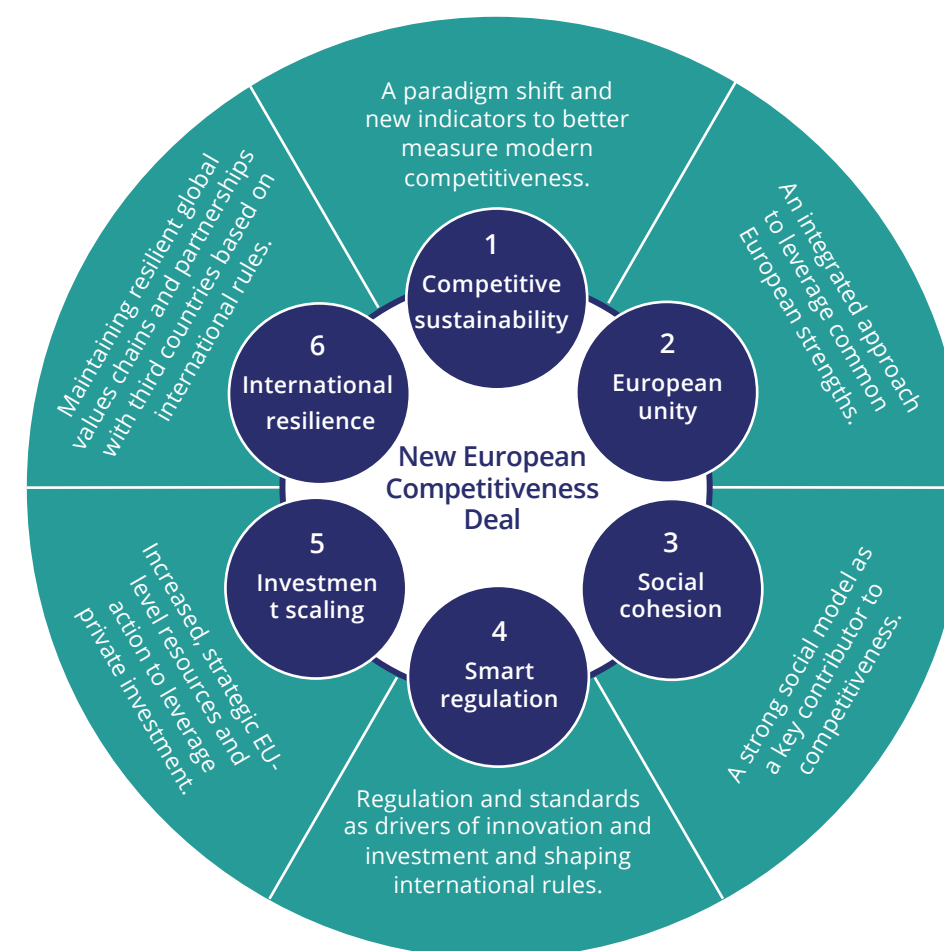 A paradigm shift and
new indicators to better
measure modern
competitiveness.
1
Competitive
sustainability
An integrated approach
to leverage common
European strengths.
2
European
unity
A strong social model as
a key contributor to
competitiveness.
3
Social
cohesion
Regulation and standards
as drivers of innovation and
investment and shaping
international rules.
4
Smart
regulation
Increased, strategic EU-
level resources and
action to leverage
private investment.
5
Investmen
t scaling
Maintaining resilient global
values chains and partnerships
with third countries based on
international rules.
6
International
resilience
New European
Competitiveness
Deal